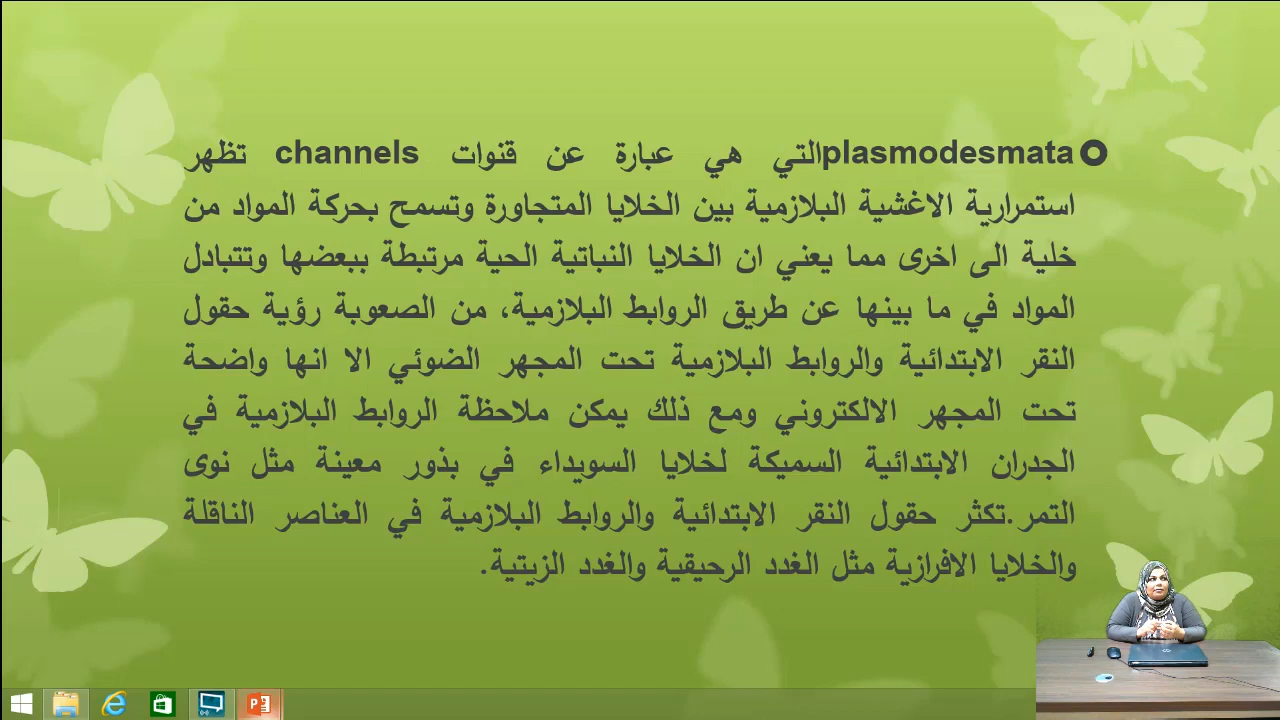 plasmodesmataالتي هي عبارة عن قنوات channels تظهر
استمرارية الاغشية البلازمية بين الخلايا المتجاورة وتسمح بحركة المواد من
خلية الى اخرى مما يعني ان الخلايا النباتية الحية مرتبطة ببعضها وتتبادل
المواد في ما بينها عن طريق الروابط البلازمية، من الصعوبة رؤية حقول
النقر الابتدائية والروابط البلازمية تحت المجهر الضوئي الا انها واضحة
تحت المجهر الالكتروني ومع ذلك يمكن ملاحظة الروابط البلازمية في
الجدران الابتدائية السميكة لخلايا السويداء في بذور معينة مثل نوى
التمر.تكثر حقول النقر الابتدائية والروابط البلازمية في العناصر الناقلة
والخلايا الافرازية مثل الغدد الرحيقية والغدد الزيتية.